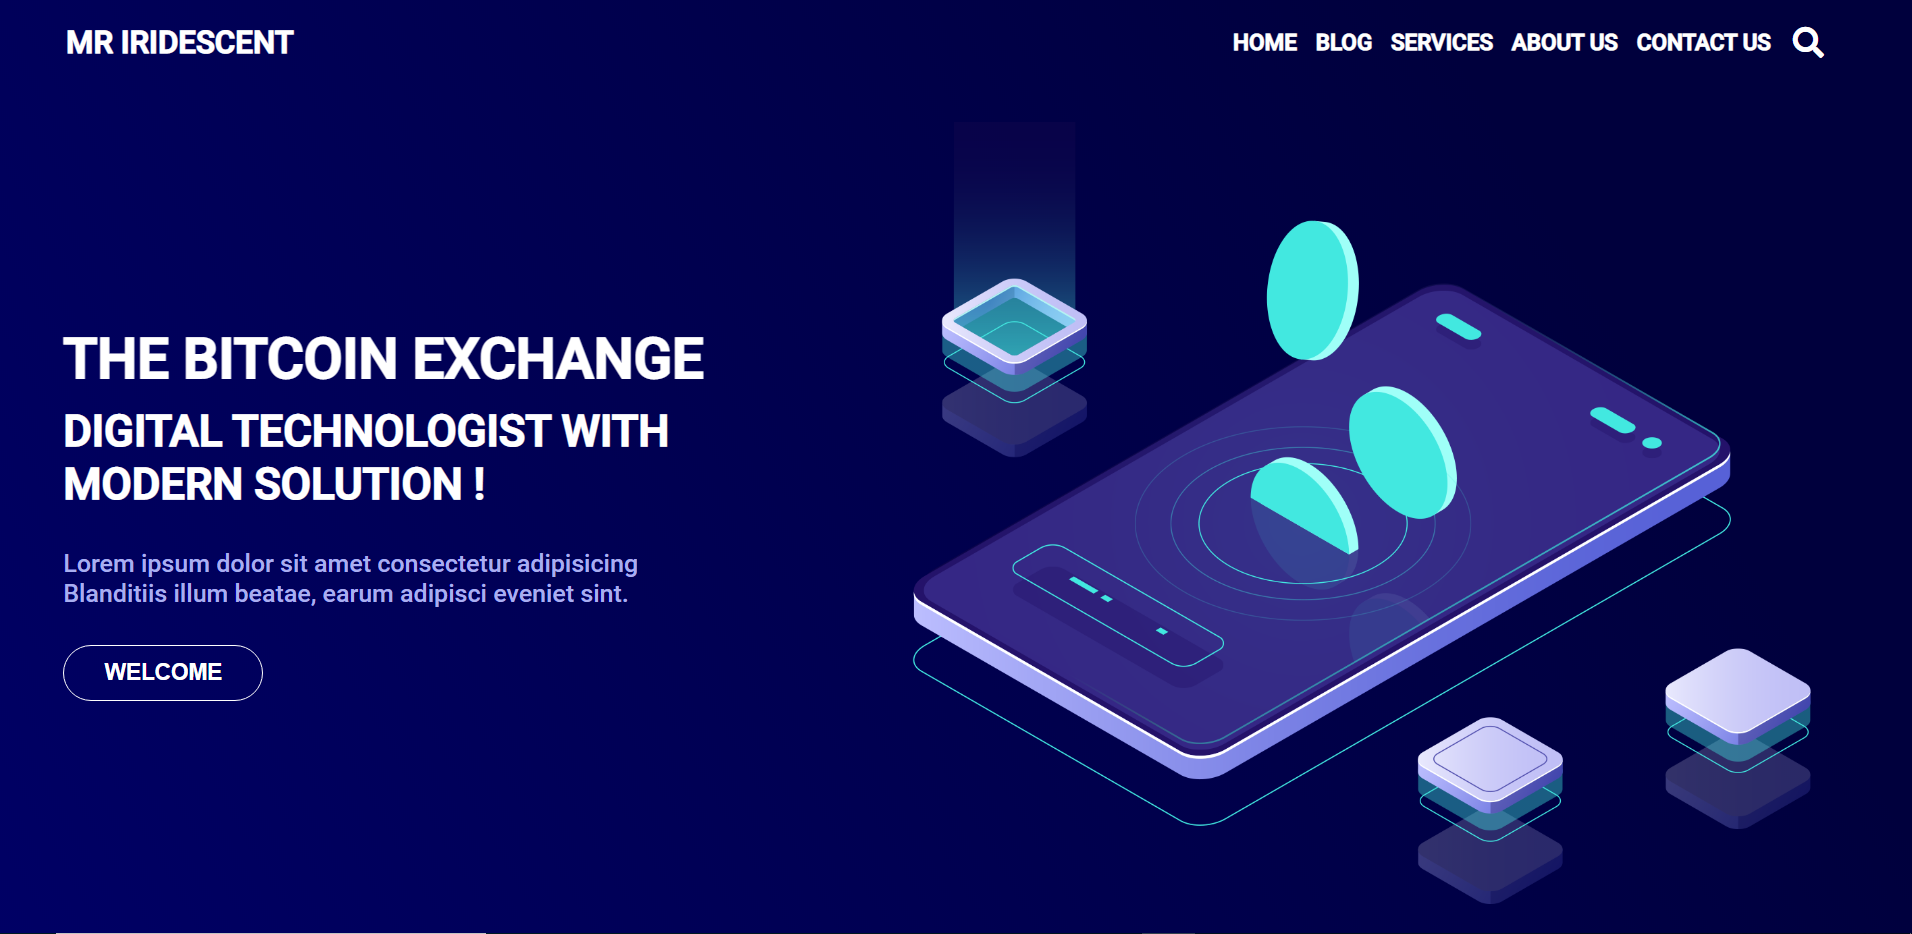 MR IRIDESCENT
HOME BLOG SERVICES ABOUT US CONTACT US
THE BITCOIN EXCHANGE
DIGITAL TECHNOLOGIST WITH
MODERN SOLUTION !
Lorem ipsum dolor sit amet consectetur adipisicing
Blanditiis illum beatae, earum adipisci eveniet sint.
WELCOME